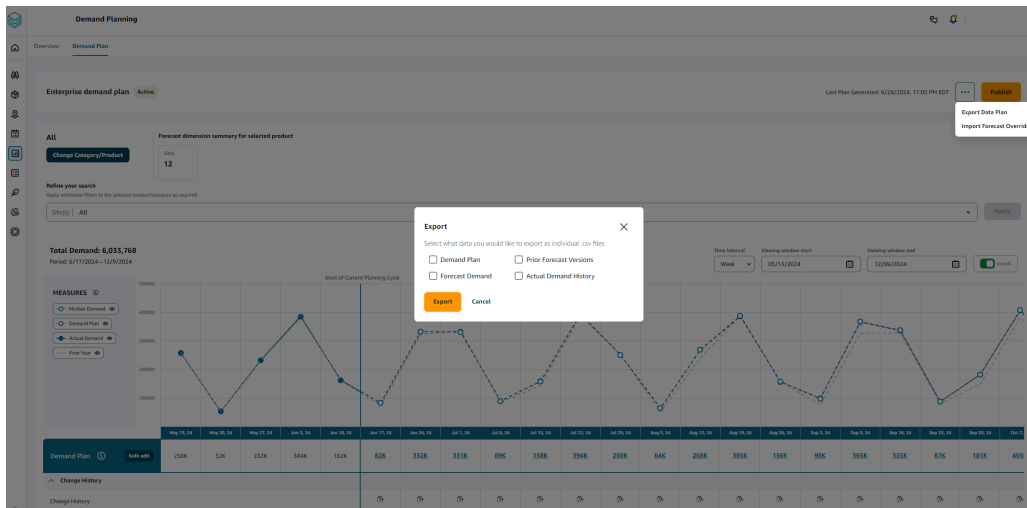 Demand Planning
Overview Demand Plan
Enterprise demand plan Active
Last Plan Generated: 6/28/2024, 11:05 PM EDT ... Publish
Export Data Plan
Import Forecast Override
All
Forecast dimension summary for selected product
Change Category/Product
Sites
12
Refine your search
Apply additional filters to the selected product/category as required
Site(s) All
Apply
Export
Select what data you would like to export as individual .csv files
Demand Plan Prior Forecast Versions
Forecast Demand Actual Demand History
Export Cancel
Total Demand: 6,033,768
Period: 6/17/2024 - 12/9/2024
Time interval Viewing window start Viewing window end
Week 05/15/2024 12/09/2024 Graph
Start of Current Planning Cycle
MEASURES
Median Demand
Demand Plan
Actual Demand
Prior Year
500000
400000
300000
200000
100000
May 13, 24 May 20, 24 May 27, 24 Jun 3, 24 Jun 10, 24 Jun 17, 24 Jun 24, 24 Jul 1, 24 Jul 8, 24 Jul 15, 24 Jul 22, 24 Jul 29, 24 Aug 5, 24 Aug 12, 24 Aug 19, 24 Aug 26, 24 Sep 2, 24 Sep 9, 24 Sep 16, 24 Sep 23, 24 Sep 30, 24 Oct 7,
Demand Plan Bulk edit 258K 52K 232K 384K 162K 82K 332K 331K 89K 158K 394K 250K 64K 268K 385K 156K 98K 365K 335K 87K 181K 405
Change History
Change History